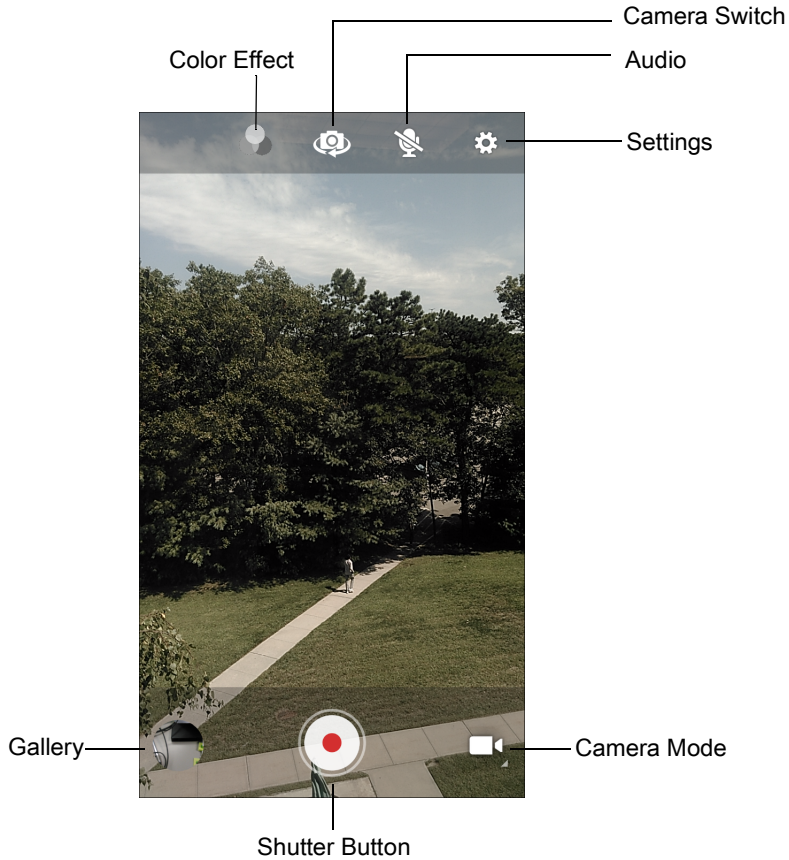 Camera Switch
Color Effect
Audio
Settings
Gallery
Camera Mode
Shutter Button